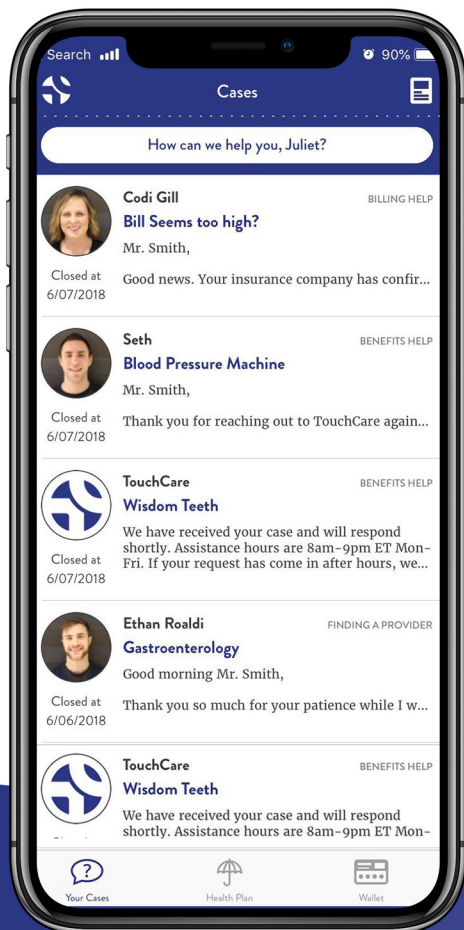 Search
90%
Cases
How can we help you, Juliet?
Codi Gill
BILLING HELP
Bill Seems too high?
Mr. Smith,
Good news. Your insurance company has confir...
Closed at
6/07/2018
Seth
BENEFITS HELP
Blood Pressure Machine
Mr. Smith,
Thank you for reaching out to TouchCare again...
Closed at
6/07/2018
TouchCare
BENEFITS HELP
Wisdom Teeth
We have received your case and will respond
shortly. Assistance hours are 8am-9pm ET Mon-
Fri. If your request has come in after hours, we...
Closed at
6/07/2018
Ethan Roaldi
FINDING A PROVIDER
Gastroenterology
Good morning Mr. Smith,
Thank you so much for your patience while I w...
Closed at
6/06/2018
TouchCare
BENEFITS HELP
Wisdom Teeth
We have received your case and will respond
shortly. Assistance hours are 8am-9pm ET Mon-
?
Your Cases
Health Plan
Wallet